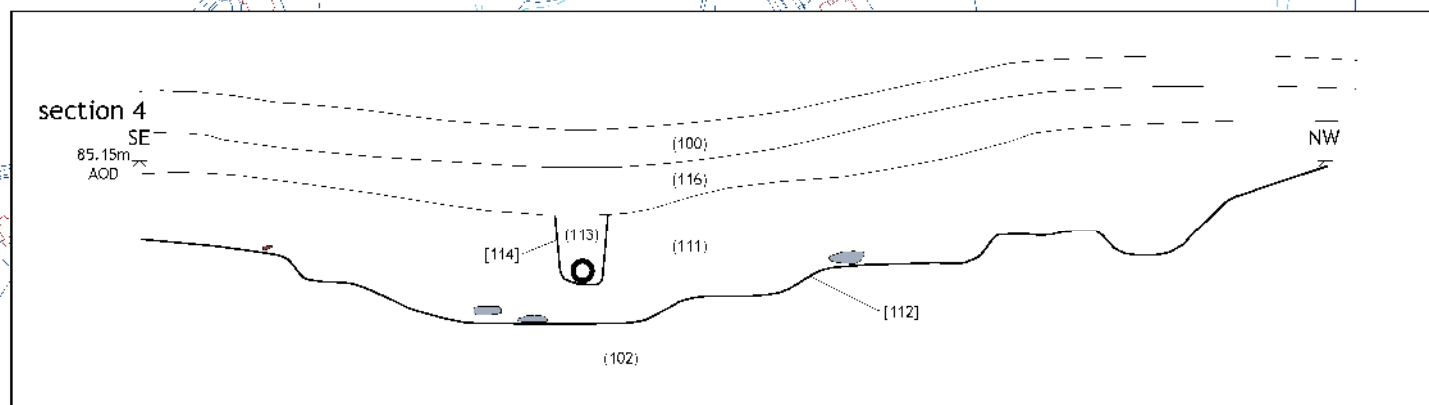 section 4
SE
85.15m
AOD
NW
(100)
(116)
(113)
[114]
(111)
[112]
(102)